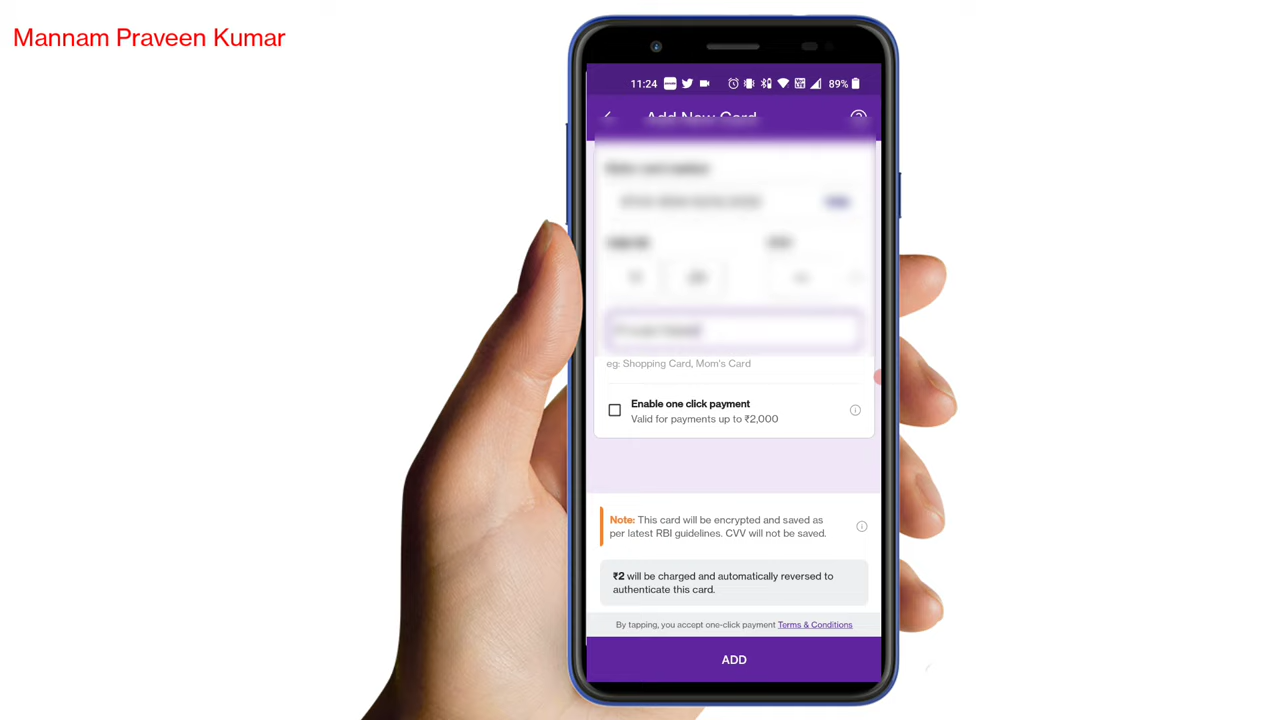 Mannam Praveen Kumar
11:24
89%
Add New Card
eg: Shopping Card, Mom's Card
Enable one click payment
Valid for payments up to ₹2,000
Note: This card will be encrypted and saved as
per latest RBI guidelines. CVV will not be saved.
₹2 will be charged and automatically reversed to
authenticate this card.
By tapping, you accept one-click payment Terms & Conditions
ADD